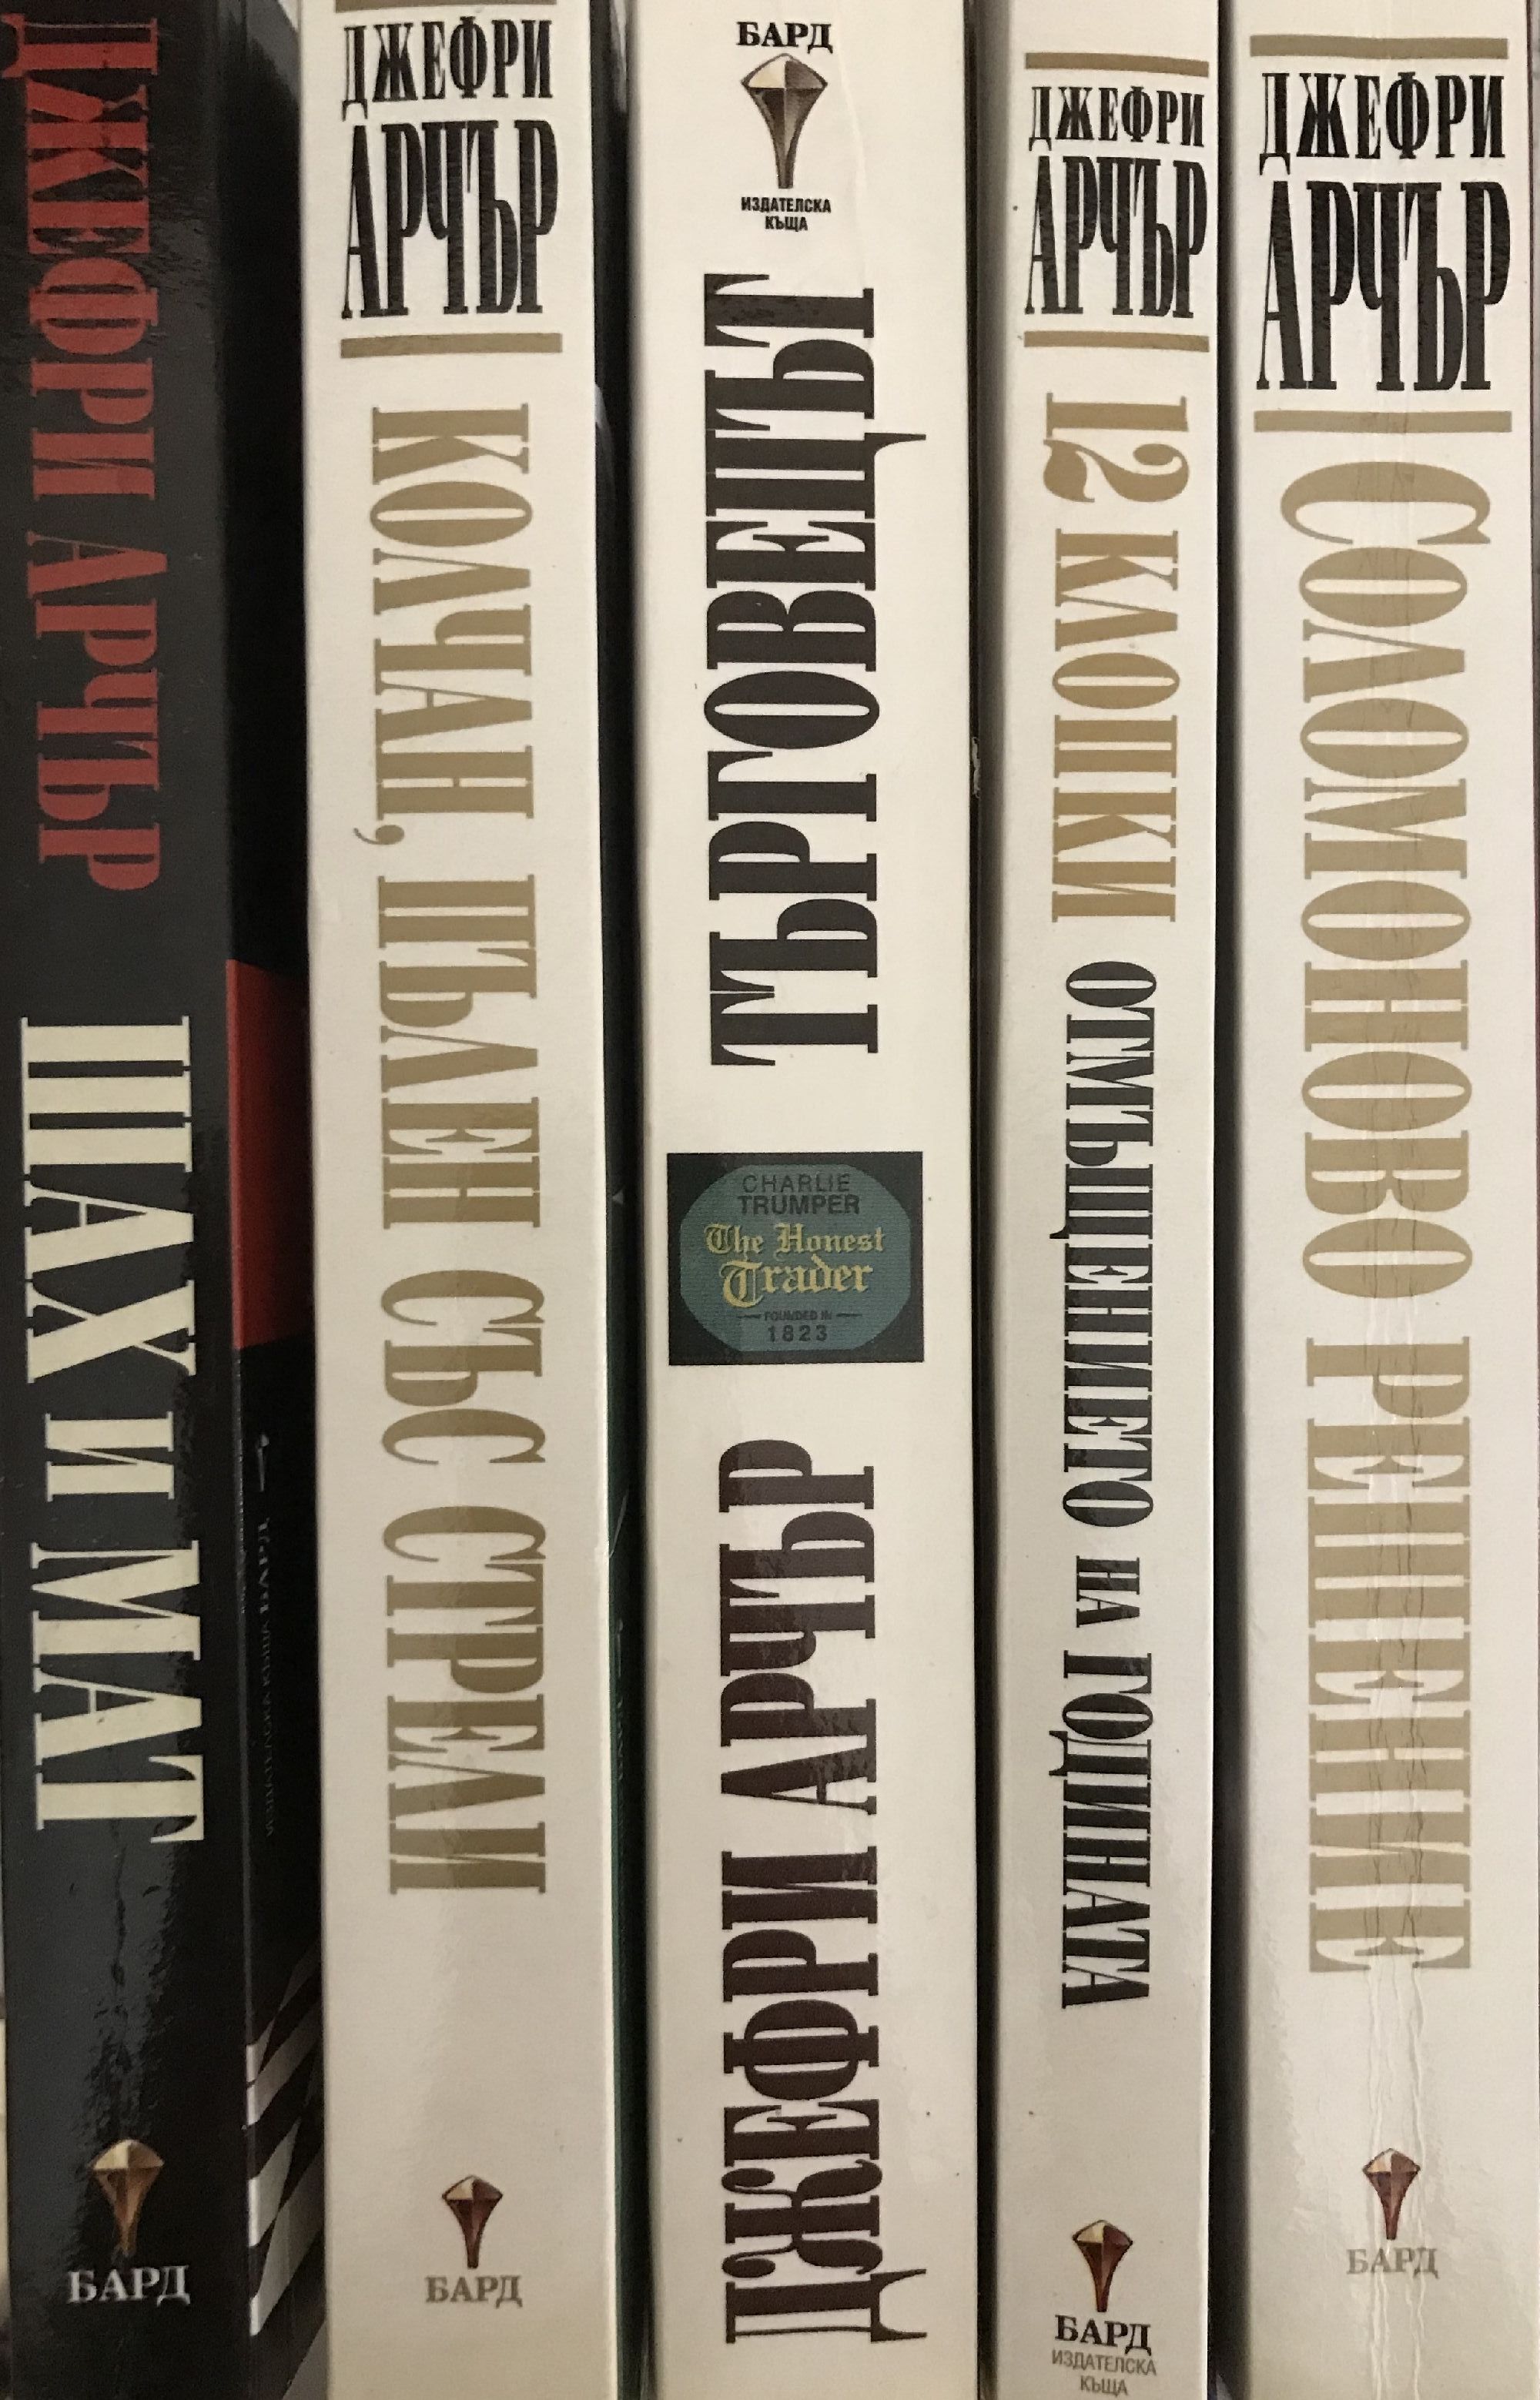 ДЖЕФРИ АРЧЪР
ШАХ И МАТ
БАРД
ДЖЕФРИ
АРЧЪР
КОЛЧАН, ПЪЛЕН СЪС СТРЕЛИ
БАРД
БАРД
ИЗДАТЕЛСКА
КЪЩА
ТЪРГОВЕЦЪТ
CHARLIE
TRUMPER
The Honest
Trader
FOUNDED IN
1823
ДЖЕФРИ АРЧЪР
ДЖЕФРИ
АРЧЪР
12 КЛОПКИ
ОТМЪЩЕНИЕТО НА ГОДИНАТА
БАРД
ИЗДАТЕЛСКА
КЪЩА
ДЖЕФРИ
АРЧЪР
СОЛОМОНОВО РЕШЕНИЕ
БАРД